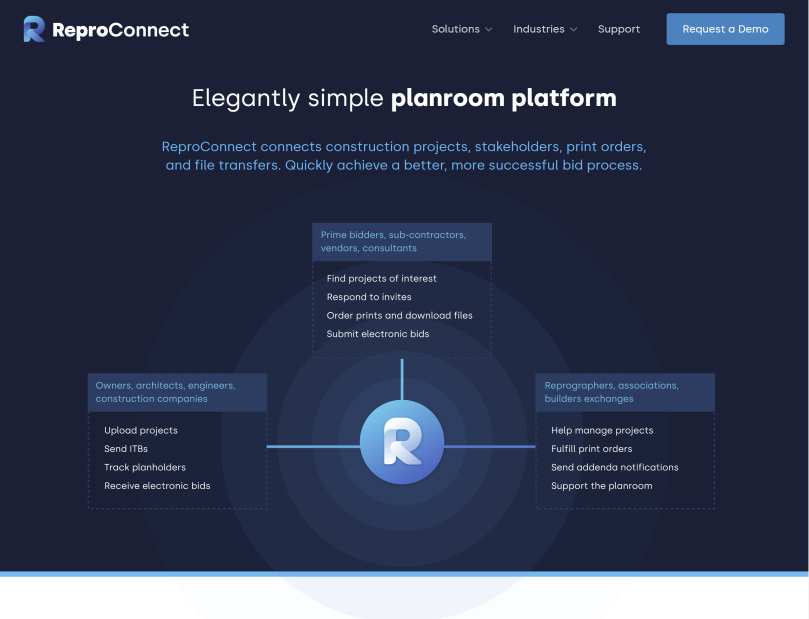 ReproConnect
Solutions
Industries
Support
Request a Demo
Elegantly simple planroom platform
ReproConnect connects construction projects, stakeholders, print orders,
and file transfers. Quickly achieve a better, more successful bid process.
Prime bidders, sub-contractors,
vendors, consultants
Find projects of interest
Respond to invites
Order prints and download files
Submit electronic bids
Owners, architects, engineers,
construction companies
Upload projects
Send ITBs
Track planholders
Receive electronic bids
Reprographers, associations,
builders exchanges
Help manage projects
Fulfill print orders
Send addenda notifications
Support the planroom